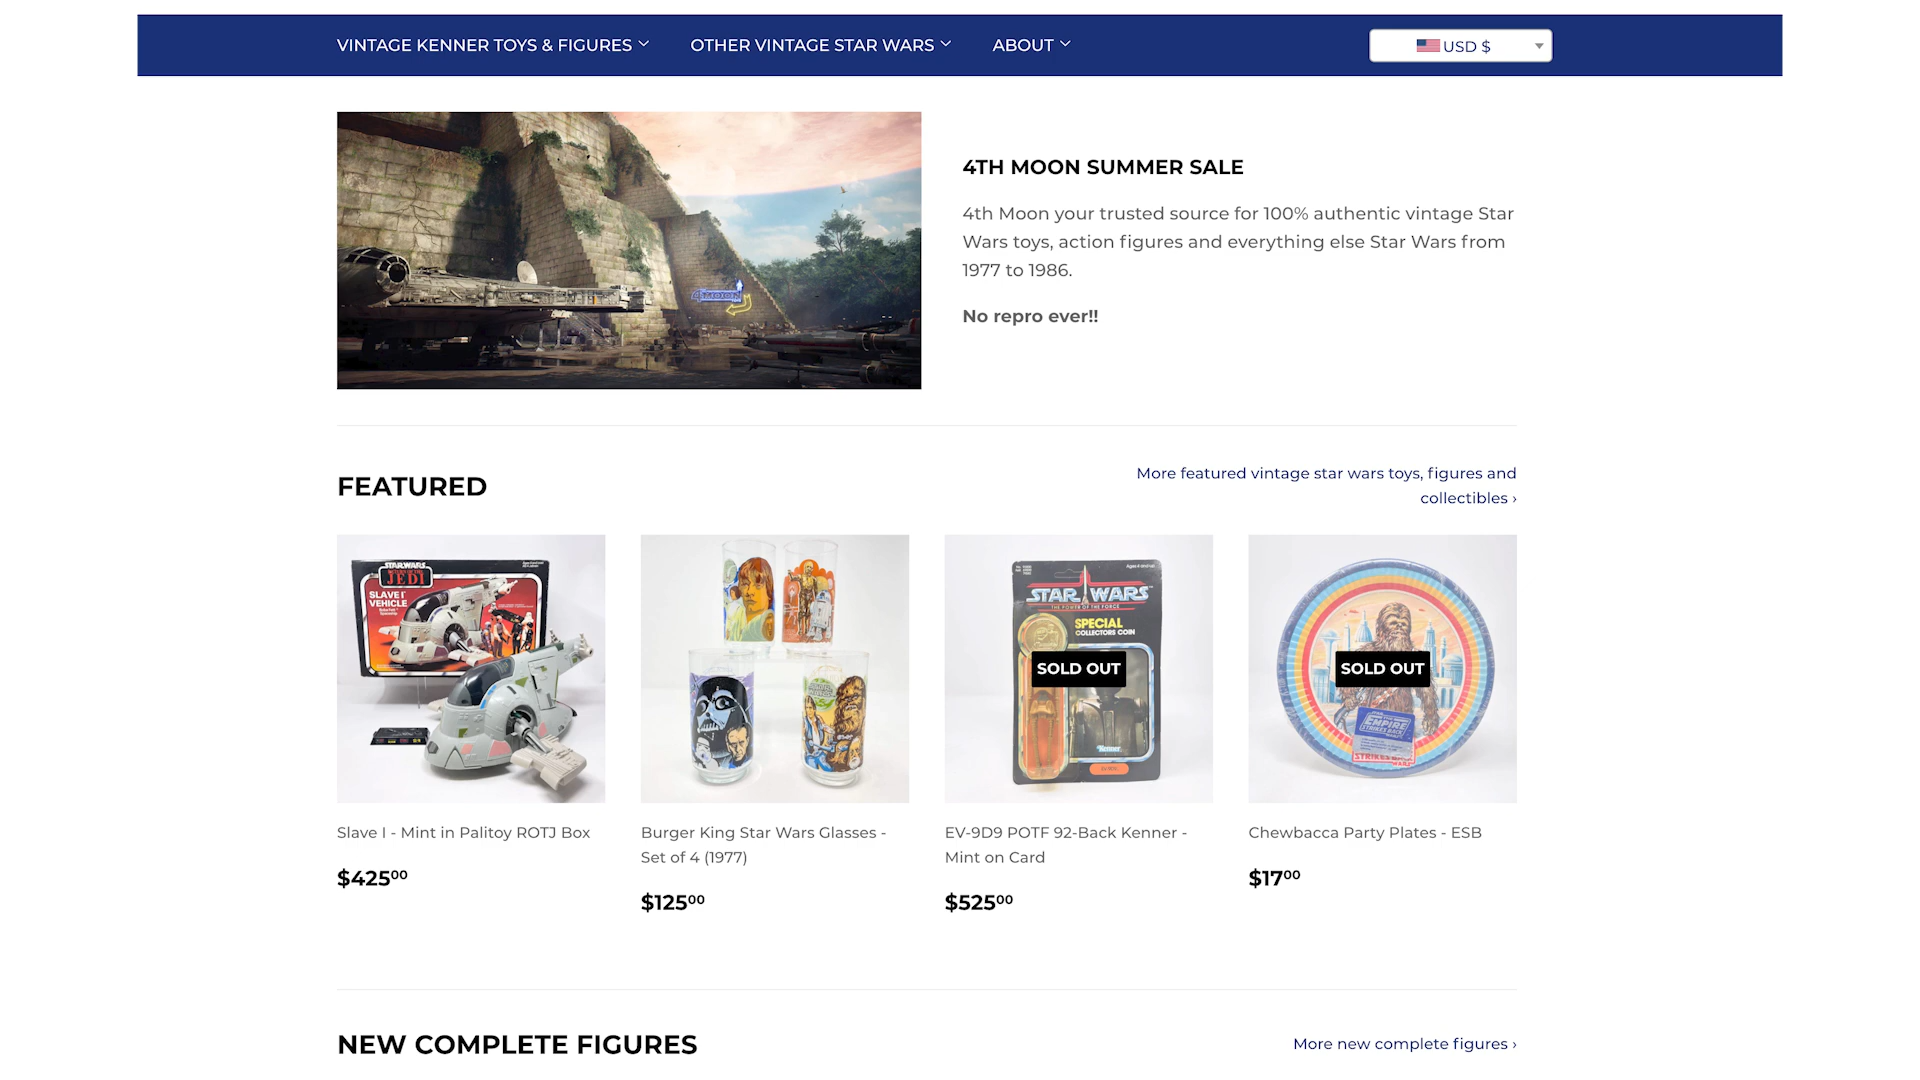 VINTAGE KENNER TOYS & FIGURES
OTHER VINTAGE STAR WARS
ABOUT
USD $
4TH MOON SUMMER SALE
4th Moon your trusted source for 100% authentic vintage Star
Wars toys, action figures and everything else Star Wars from
1977 to 1986.
No repro ever!!
FEATURED
More featured vintage star wars toys, figures and
collectibles ›
STAR WARS
JEDI
SLAVE I
VEHICLE
STAR WARS
THE POWER OF THE FORCE
SPECIAL
COLLECTORS COIN
SOLD OUT
Kenner
SOLD OUT
EMPIRE
STRIKES BACK
Slave I - Mint in Palitoy ROTJ Box
$42500
Burger King Star Wars Glasses -
Set of 4 (1977)
$12500
EV-9D9 POTF 92-Back Kenner -
Mint on Card
$52500
Chewbacca Party Plates - ESB
$1700
NEW COMPLETE FIGURES
More new complete figures ›